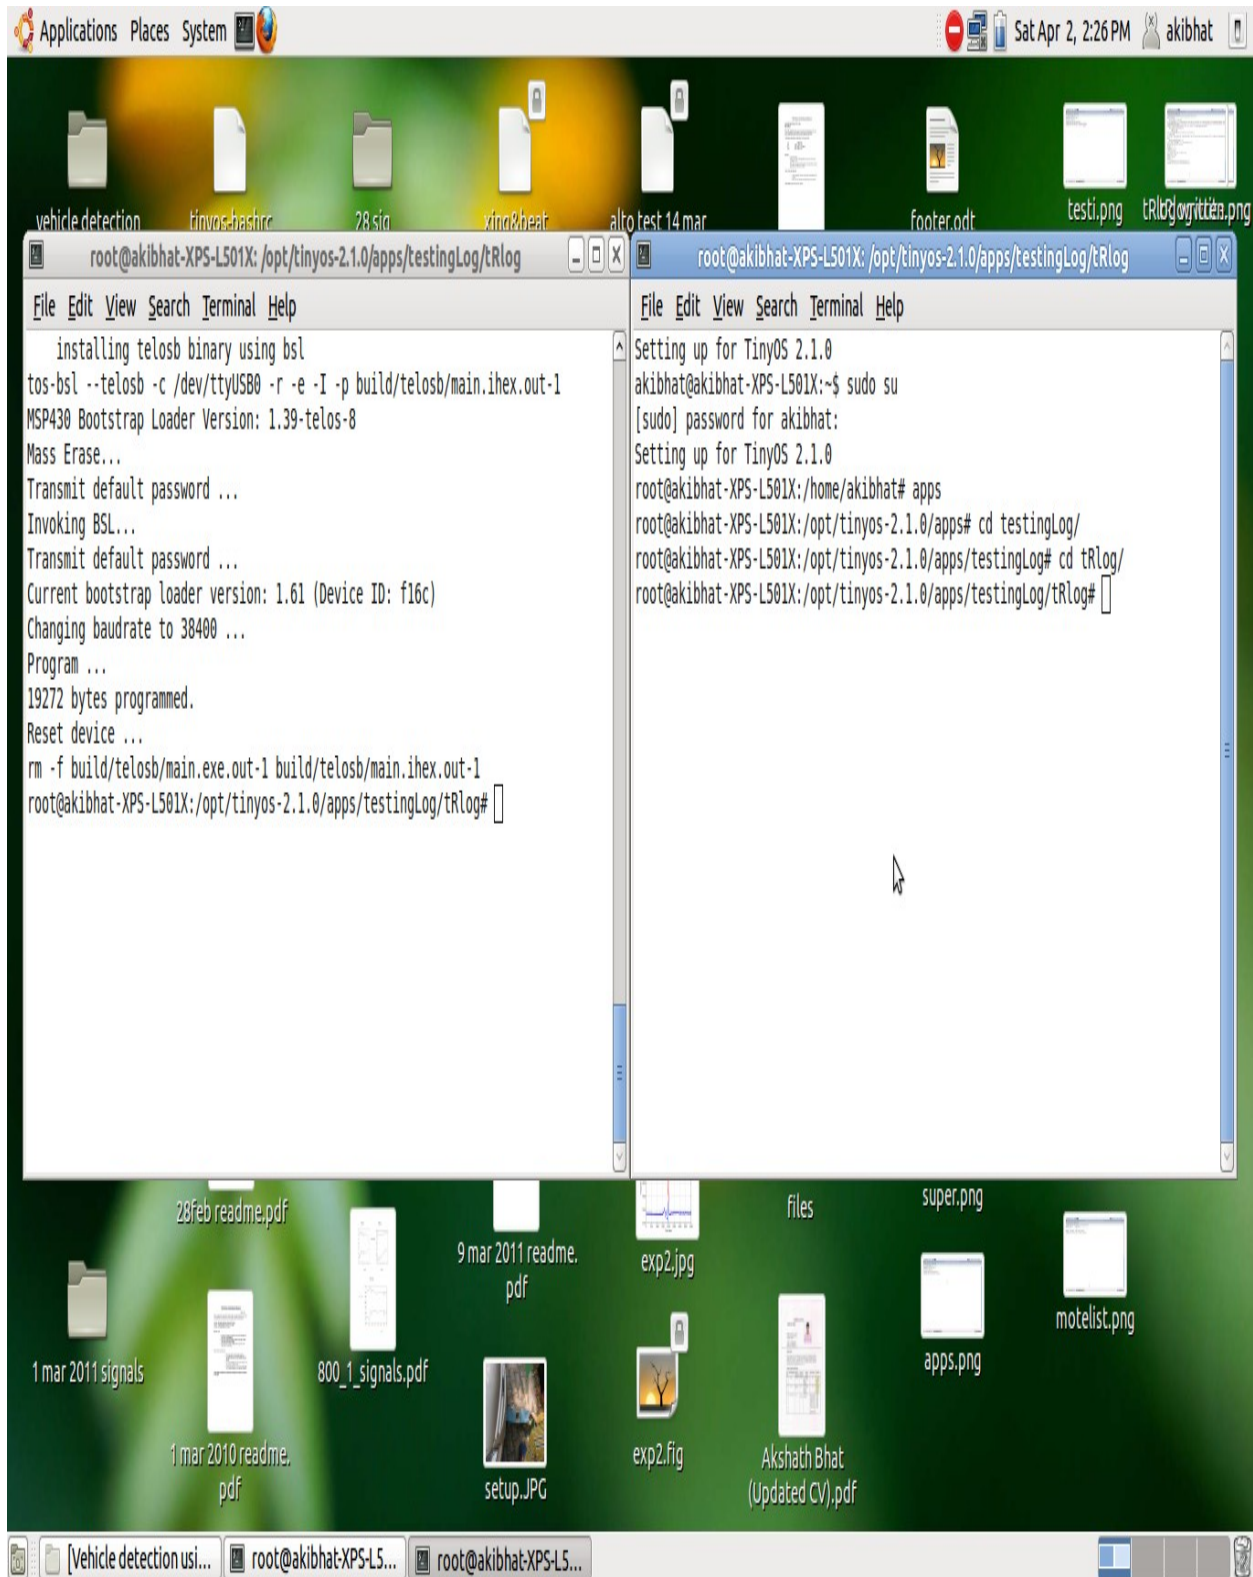 Applications Places System
Sat Apr 2, 2:26 PM akibhat
vehicle detection
tinyos-bashrc
28 sig
xing&beat
alto test 14 mar
footer.odt
testi.png
root@akibhat-XPS-L501X: /opt/tinyos-2.1.0/apps/testingLog/tRlog
File Edit View Search Terminal Help
installing telosb binary using bsl
tos-bsl --telosb -c /dev/ttyUSB0 -r -e -I -p build/telosb/main.ihex.out-1
MSP430 Bootstrap Loader Version: 1.39-telos-8
Mass Erase...
Transmit default password ...
Invoking BSL...
Transmit default password ...
Current bootstrap loader version: 1.61 (Device ID: f16c)
Changing baudrate to 38400 ...
Program ...
19272 bytes programmed.
Reset device ...
rm -f build/telosb/main.exe.out-1 build/telosb/main.ihex.out-1
root@akibhat-XPS-L501X:/opt/tinyos-2.1.0/apps/testingLog/tRlog#
root@akibhat-XPS-L501X: /opt/tinyos-2.1.0/apps/testingLog/tRlog
File Edit View Search Terminal Help
Setting up for TinyOS 2.1.0
akibhat@akibhat-XPS-L501X:~$ sudo su
[sudo] password for akibhat:
Setting up for TinyOS 2.1.0
root@akibhat-XPS-L501X:/home/akibhat# apps
root@akibhat-XPS-L501X:/opt/tinyos-2.1.0/apps# cd testingLog/
root@akibhat-XPS-L501X:/opt/tinyos-2.1.0/apps/testingLog# cd tRlog/
root@akibhat-XPS-L501X:/opt/tinyos-2.1.0/apps/testingLog/tRlog#
28feb readme.pdf
9 mar 2011 readme.
pdf
exp2.jpg
files
super.png
motelist.png
1 mar 2011 signals
800_1_signals.pdf
apps.png
1 mar 2010 readme.
pdf
setup.JPG
exp2.fig
Akshath Bhat
(Updated CV).pdf
[Vehicle detection usi...
root@akibhat-XPS-L5...
root@akibhat-XPS-L5...